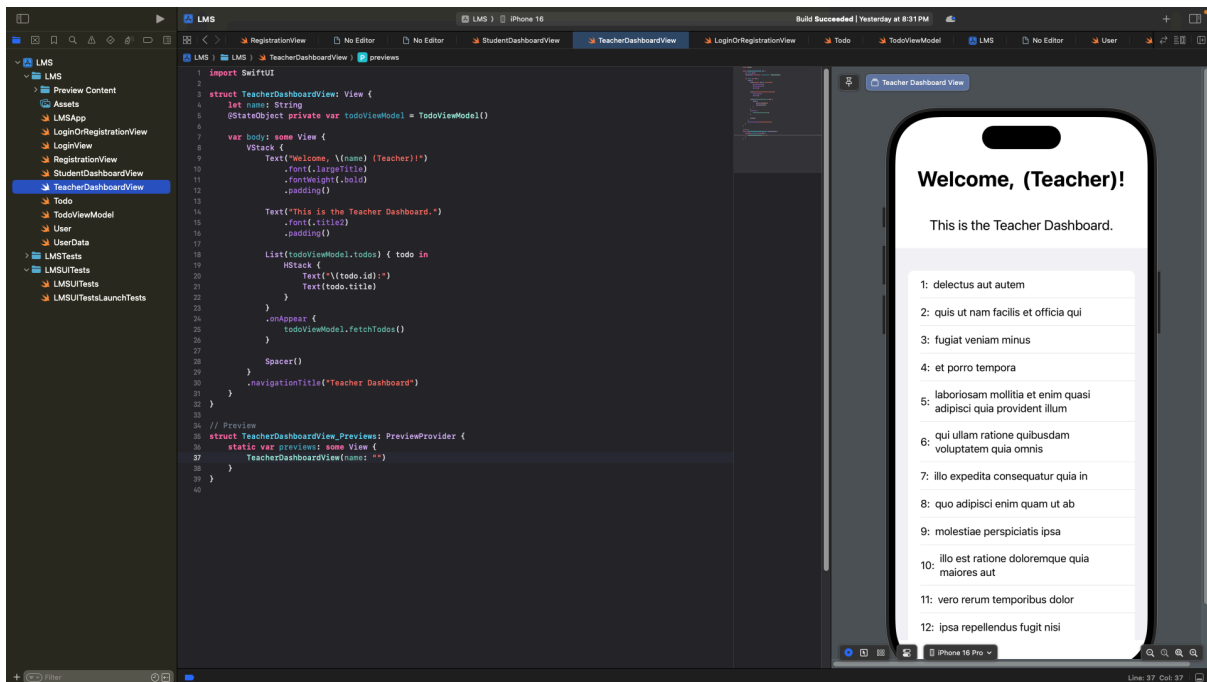 LMS
LMS
iPhone 16
Build Succeeded | Yesterday at 8:31 PM
RegistrationView
No Editor
No Editor
StudentDashboardView
TeacherDashboardView
LoginOrRegistrationView
Todo
TodoViewModel
LMS
No Editor
User
LMS
LMS
Preview Content
Assets
LMSApp
LoginOrRegistrationView
LoginView
RegistrationView
StudentDashboardView
TeacherDashboardView
Todo
TodoViewModel
User
UserData
LMSTests
LMSUITests
LMSUITests
LMSUITestsLaunchTests
Filter
LMS
LMS
TeacherDashboardView
P previews
1 import SwiftUI
2
3 struct TeacherDashboardView: View {
4 let name: String
5 @StateObject private var todoViewModel = TodoViewModel()
6
7 var body: some View {
8 VStack {
9 Text("Welcome, \(name) (Teacher)!")
10 .font(.largeTitle)
11 .fontWeight(.bold)
12 .padding()
13
14 Text("This is the Teacher Dashboard.")
15 .font(.title2)
16 .padding()
17
18 List(todoViewModel.todos) { todo in
19 HStack {
20 Text("\(todo.id):")
21 Text(todo.title)
22 }
23 }
24 .onAppear {
25 todoViewModel.fetchTodos()
26 }
27
28 Spacer()
29 }
30 .navigationTitle("Teacher Dashboard")
31 }
32 }
33
34 // Preview
35 struct TeacherDashboardView_Previews: PreviewProvider {
36 static var previews: some View {
37 TeacherDashboardView(name: "")
38 }
39 }
40
Teacher Dashboard View
Welcome, (Teacher)!
This is the Teacher Dashboard.
1: delectus aut autem
2: quis ut nam facilis et officia qui
3: fugiat veniam minus
4: et porro tempora
5: laboriosam mollitia et enim quasi
adipisci quia provident illum
6: qui ullam ratione quibusdam
voluptatem quia omnis
7: illo expedita consequatur quia in
8: quo adipisci enim quam ut ab
9: molestiae perspiciatis ipsa
10: illo est ratione doloremque quia
maiores aut
11: vero rerum temporibus dolor
12: ipsa repellendus fugit nisi
iPhone 16 Pro
Line: 37 Col: 37